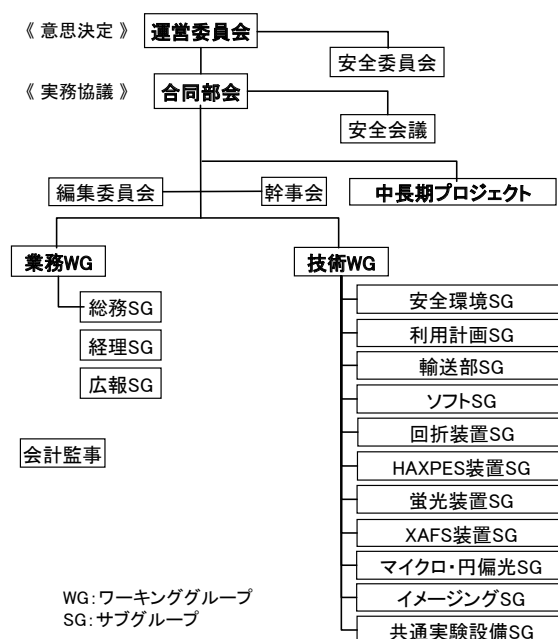 《 意思決定 》 運営委員会
安全委員会
《 実務協議 》 合同部会
安全会議
編集委員会 幹事会 中長期プロジェクト
業務WG 技術WG
総務SG
経理SG
広報SG
安全環境SG
利用計画SG
輸送部SG
ソフトSG
回折装置SG
HAXPES装置SG
蛍光装置SG
XAFS装置SG
マイクロ・円偏光SG
イメージングSG
共通実験設備SG
会計監事
WG:ワーキンググループ
SG:サブグループ